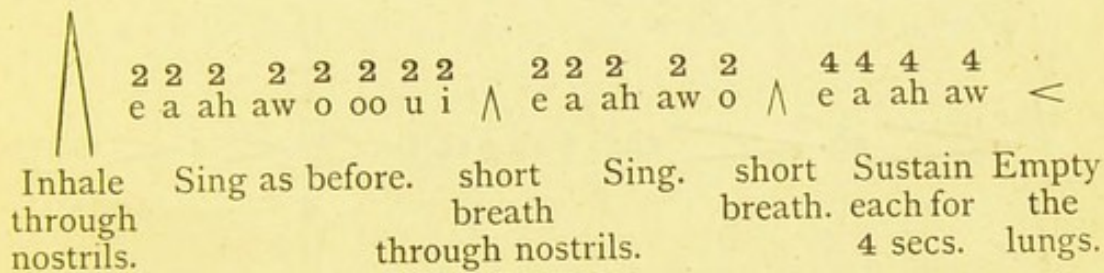 2 2 2 2 2 2 2 2 2 2 2 2 2 4 4 4 4
e a ah aw o oo u i ⋀ e a ah aw o ⋀ e a ah aw <
Inhale Sing as before. short Sing. short Sustain Empty
through breath breath. each for the
nostrils. through nostrils. 4 secs. lungs.